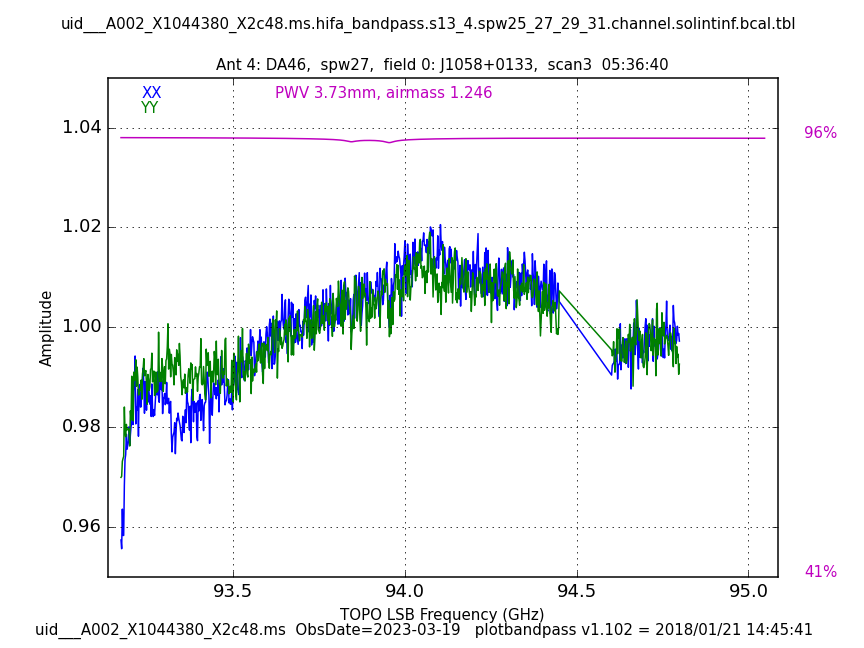 uid___A002_X1044380_X2c48.ms.hifa_bandpass.s13_4.spw25_27_29_31.channel.solintinf.bcal.tbl
Ant 4: DA46,  spw27,  field 0: J1058+0133,  scan3  05:36:40
XX
PWV 3.73mm, airmass 1.246
YY
1.04
96%
1.02
1.00
Amplitude
0.98
0.96
41%
93.5 94.0 94.5 95.0
TOPO LSB Frequency (GHz)
uid___A002_X1044380_X2c48.ms  ObsDate=2023-03-19   plotbandpass v1.102 = 2018/01/21 14:45:41